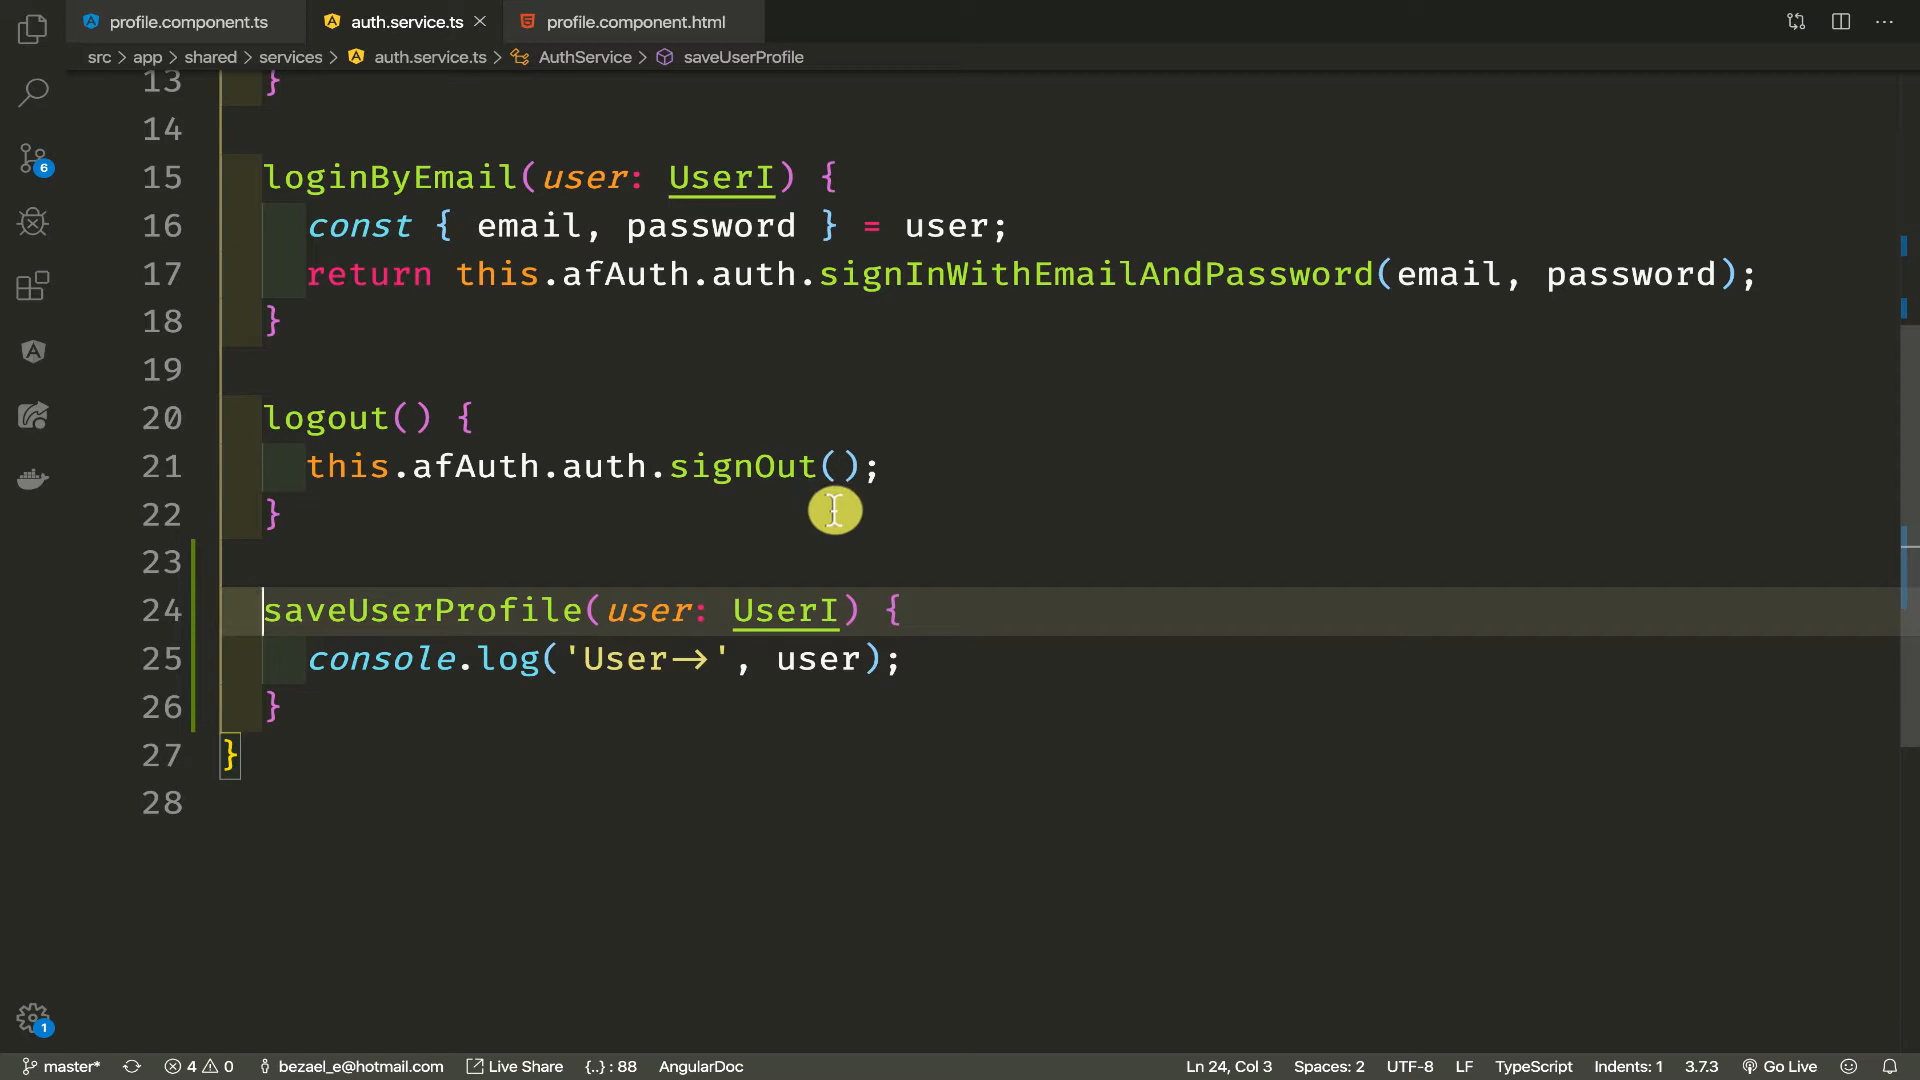 profile.component.ts auth.service.ts profile.component.html
src > app > shared > services > auth.service.ts > AuthService > saveUserProfile
13 }
14
15 loginByEmail(user: UserI) {
16 const { email, password } = user;
17 return this.afAuth.auth.signInWithEmailAndPassword(email, password);
18 }
19
20 logout() {
21 this.afAuth.auth.signOut();
22 }
23
24 saveUserProfile(user: UserI) {
25 console.log('User->', user);
26 }
27 }
28
6
1
master* 4 0 bezael_e@hotmail.com Live Share {..} : 88 AngularDoc Ln 24, Col 3 Spaces: 2 UTF-8 LF TypeScript Indents: 1 3.7.3 Go Live